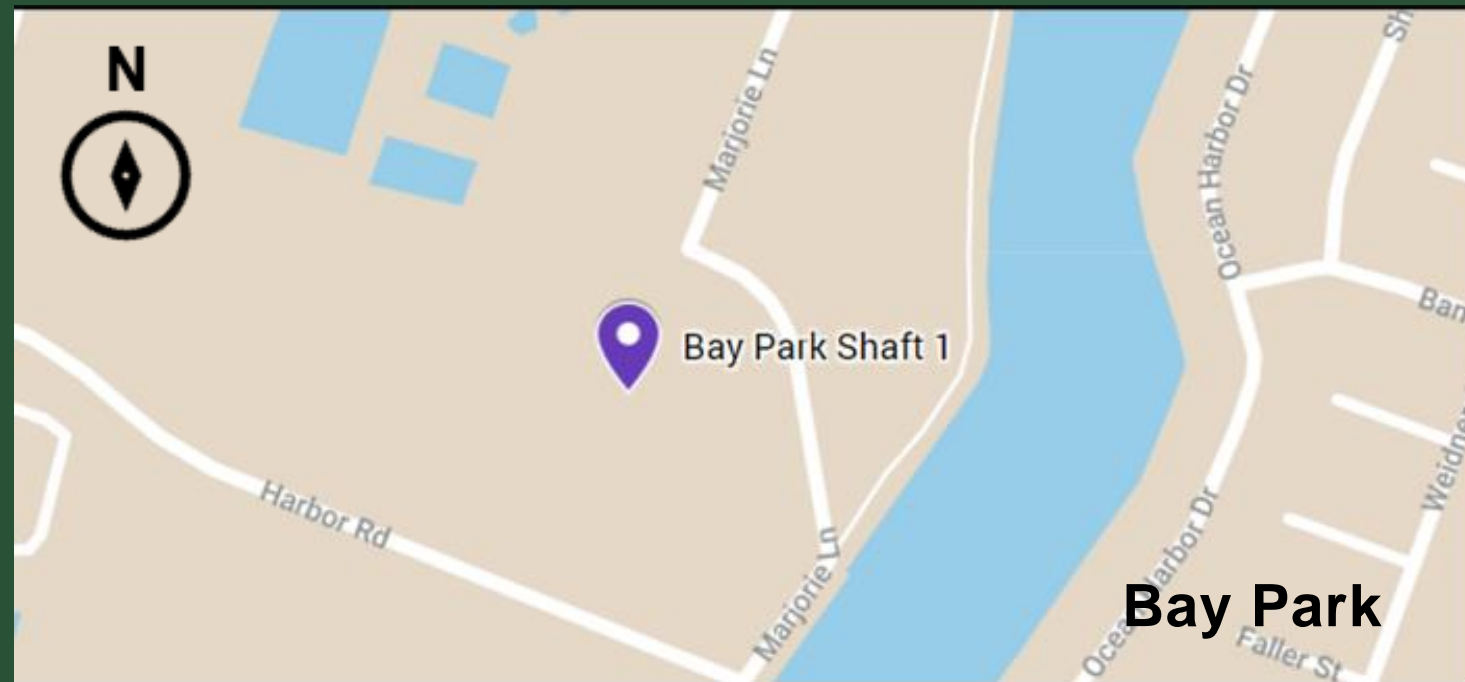 N
Marjorie Ln
Ocean Harbor Dr
Bay Park Shaft 1
Harbor Rd
Marjorie Ln
Ocean Harbor Dr
Bay Park
Faller St